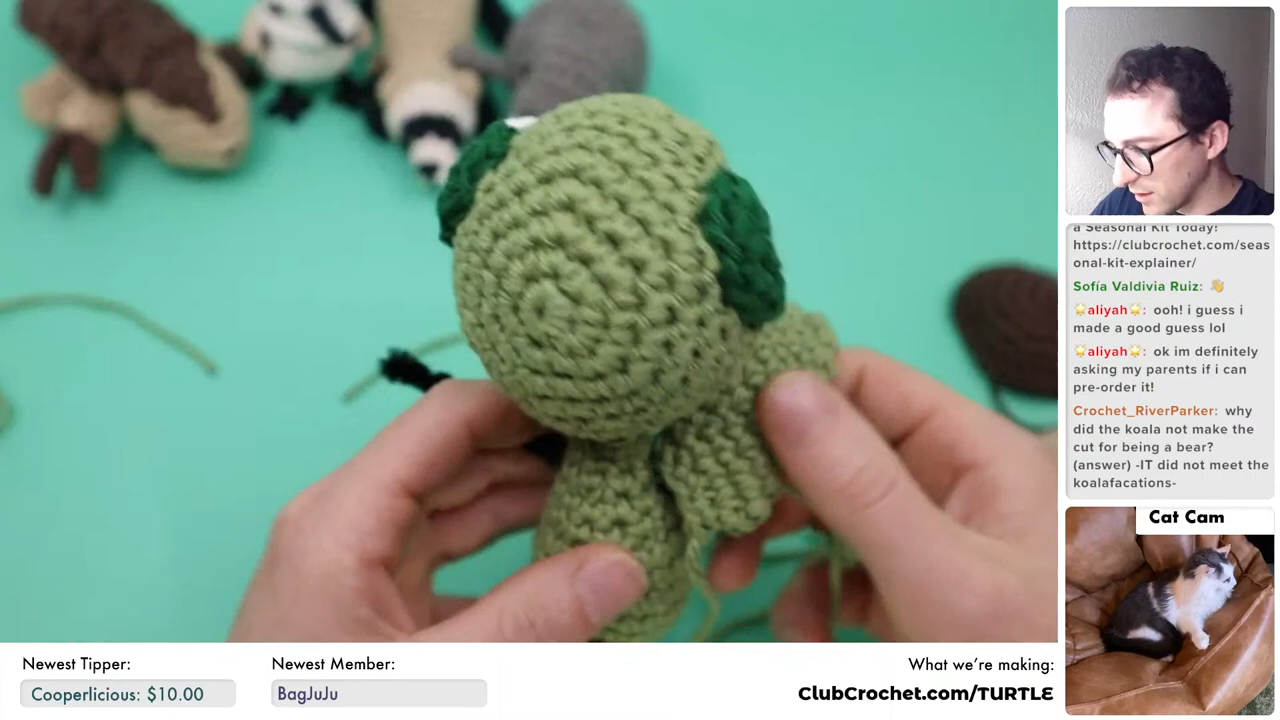 a Seasonal Kit Today!
https://clubcrochet.com/seas
onal-kit-explainer/
Sofía Valdivia Ruiz: 👋
🌟aliyah🌟: ooh! i guess i
made a good guess lol
🌟aliyah🌟: ok im definitely
asking my parents if i can
pre-order it!
Crochet_RiverParker: why
did the koala not make the
cut for being a bear?
(answer) -IT did not meet the
koalafacations-
Cat Cam
Newest Tipper:
Cooperlicious: $10.00
Newest Member:
BagJuJu
What we're making:
ClubCrochet.com/TURTLE